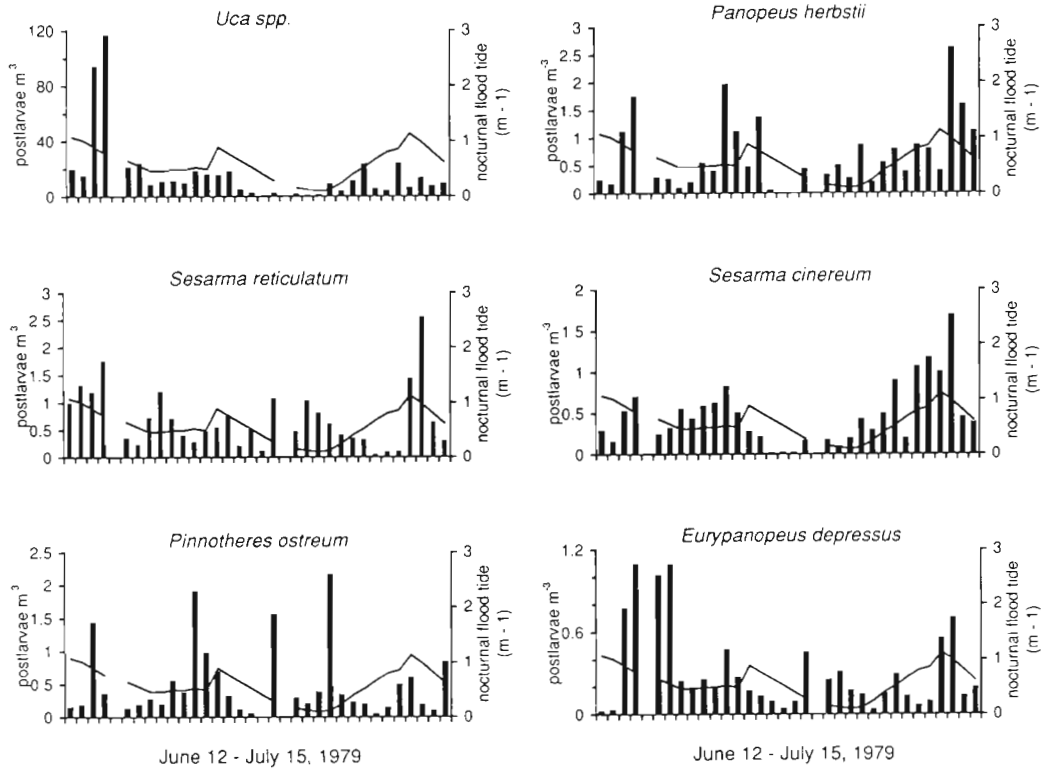 Uca spp.
postlarvae m³
120
80
40
0
3
2
1
0
nocturnal flood tide
(m - 1)
Panopeus herbstii
postlarvae m⁻³
3
2.5
2
1.5
1
0.5
0
3
2
1
0
nocturnal flood tide
(m - 1)
Sesarma reticulatum
postlarvae m³
3
2.5
2
1.5
1
0.5
0
3
2
1
0
nocturnal flood tide
(m - 1)
Sesarma cinereum
postlarvae m⁻³
2
1.5
1
0.5
0
3
2
1
0
nocturnal flood tide
(m - 1)
Pinnotheres ostreum
postlarvae m⁻³
2.5
2
1.5
1
0 5
0
3
2
1
0
nocturnal flood tide
(m - 1)
Eurypanopeus depressus
postlarvae m⁻³
1.2
0.6
0
3
2
1
0
nocturnal flood tide
(m - 1)
June 12 - July 15, 1979
June 12 - July 15, 1979